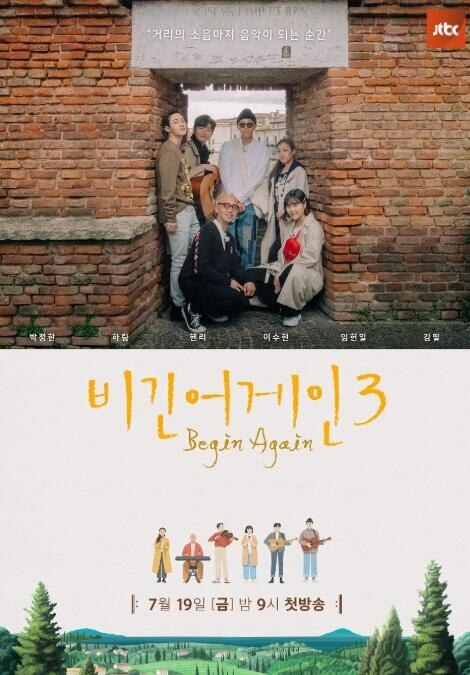 jtbc
"거리의 소음마저 음악이 되는 순간"
박정현 하림 헨리 이수현 임헌일 김필
비긴어게인 3
Begin Again
7월 19일 [금] 밤 9시 첫방송